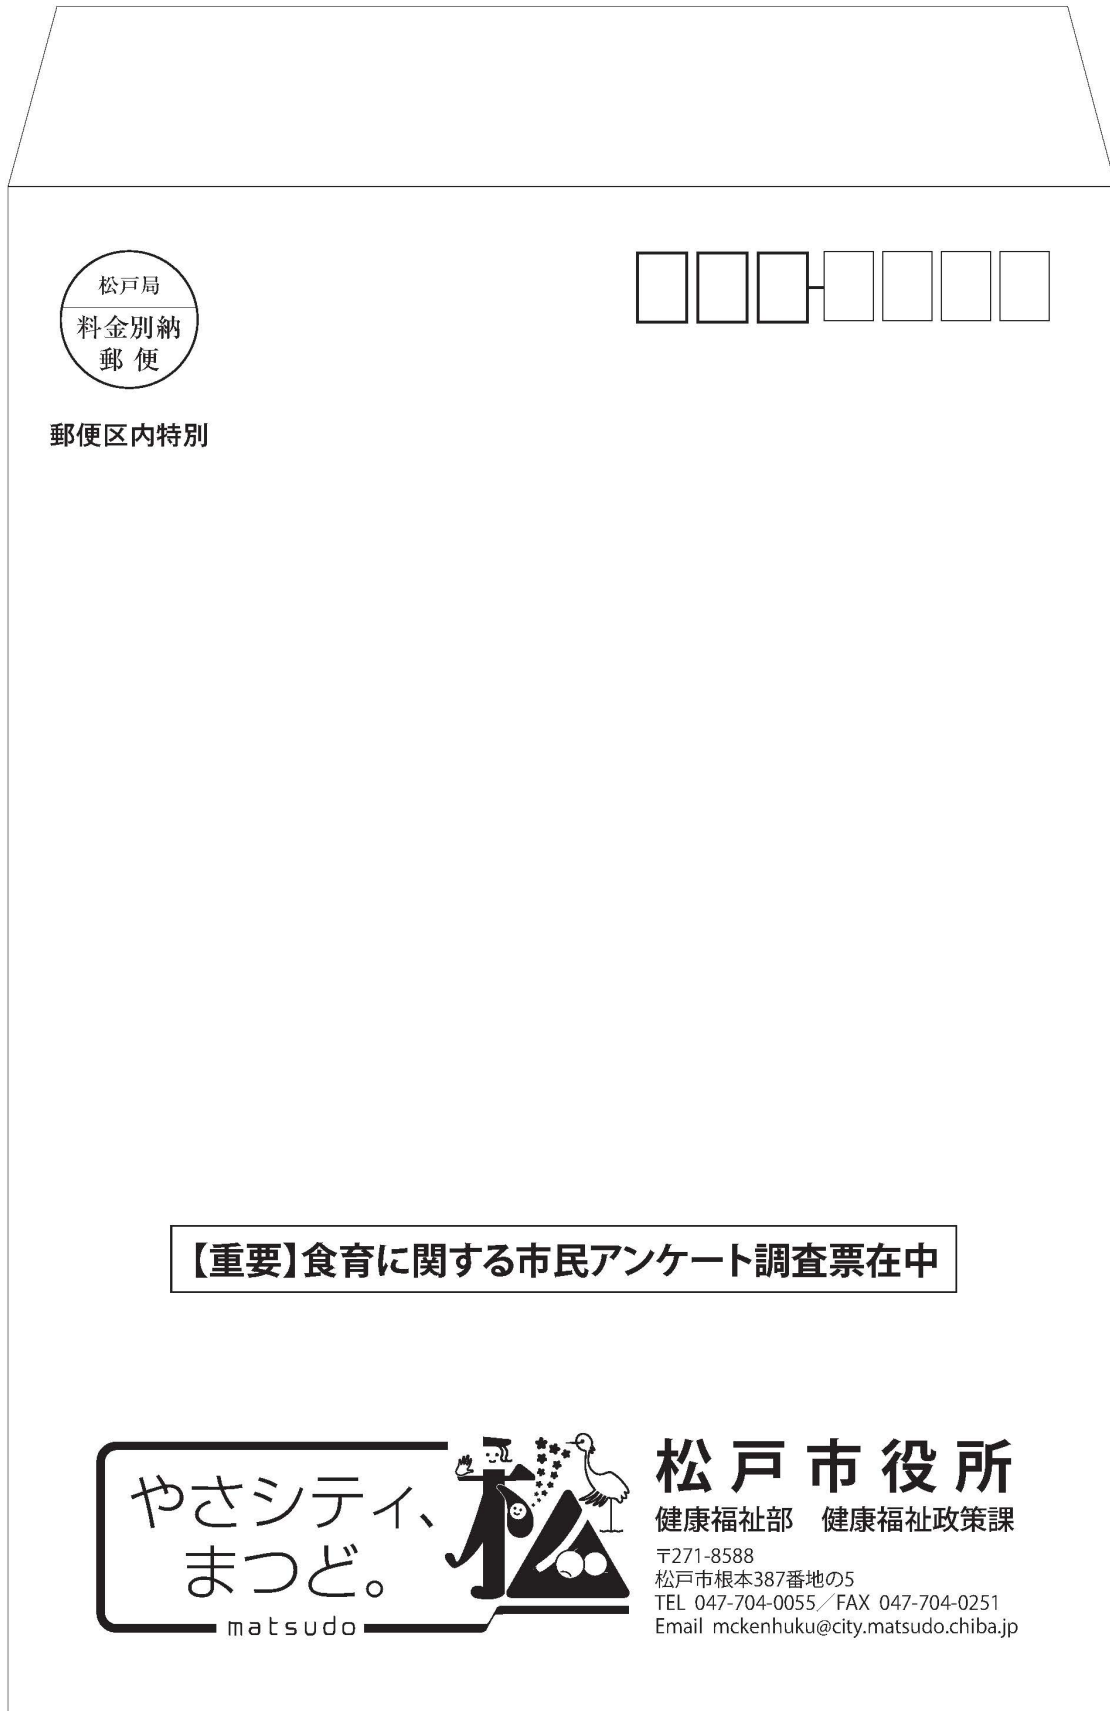 松戸局
料金別納
郵便
郵便区内特別
【重要】食育に関する市民アンケート調査票在中
やさシティ、
まつど。
matsudo
松戸市役所
健康福祉部　健康福祉政策課
〒271-8588
松戸市根本387番地の5
TEL 047-704-0055／FAX 047-704-0251
Email mckenhuku@city.matsudo.chiba.jp